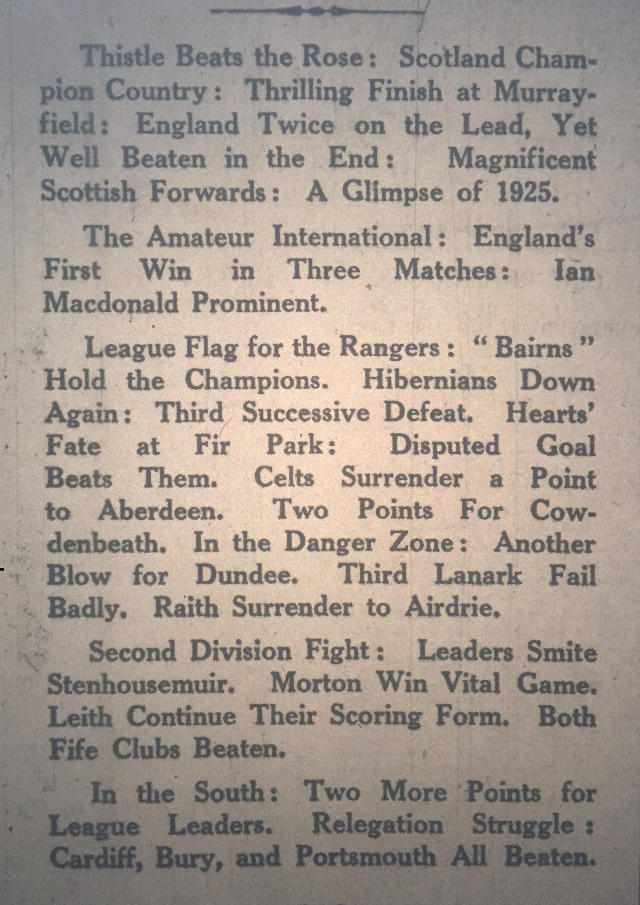 Thistle Beats the Rose: Scotland Cham-
pion Country: Thrilling Finish at Murray-
field: England Twice on the Lead, Yet
Well Beaten in the End: Magnificent
Scottish Forwards: A Glimpse of 1925.
The Amateur International: England's
First Win in Three Matches: Ian
Macdonald Prominent.
League Flag for the Rangers: "Bairns"
Hold the Champions. Hibernians Down
Again: Third Successive Defeat. Hearts'
Fate at Fir Park: Disputed Goal
Beats Them. Celts Surrender a Point
to Aberdeen. Two Points For Cow-
denbeath. In the Danger Zone: Another
Blow for Dundee. Third Lanark Fail
Badly. Raith Surrender to Airdrie.
Second Division Fight: Leaders Smite
Stenhousemuir. Morton Win Vital Game.
Leith Continue Their Scoring Form. Both
Fife Clubs Beaten.
In the South: Two More Points for
League Leaders. Relegation Struggle:
Cardiff, Bury, and Portsmouth All Beaten.